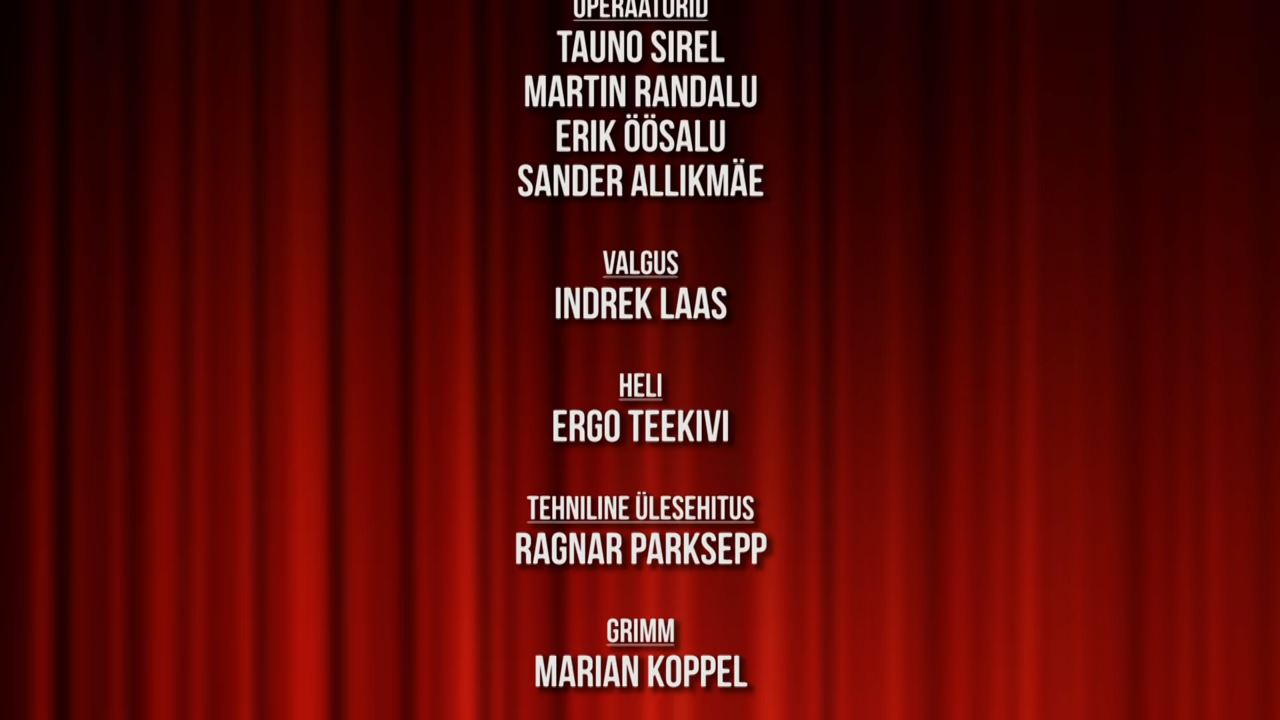 OPERAATORID
TAUNO SIREL
MARTIN RANDALU
ERIK ÖÖSALU
SANDER ALLIKMÄE
VALGUS
INDREK LAAS
HELI
ERGO TEEKIVI
TEHNILINE ÜLESEHITUS
RAGNAR PARKSEPP
GRIMM
MARIAN KOPPEL